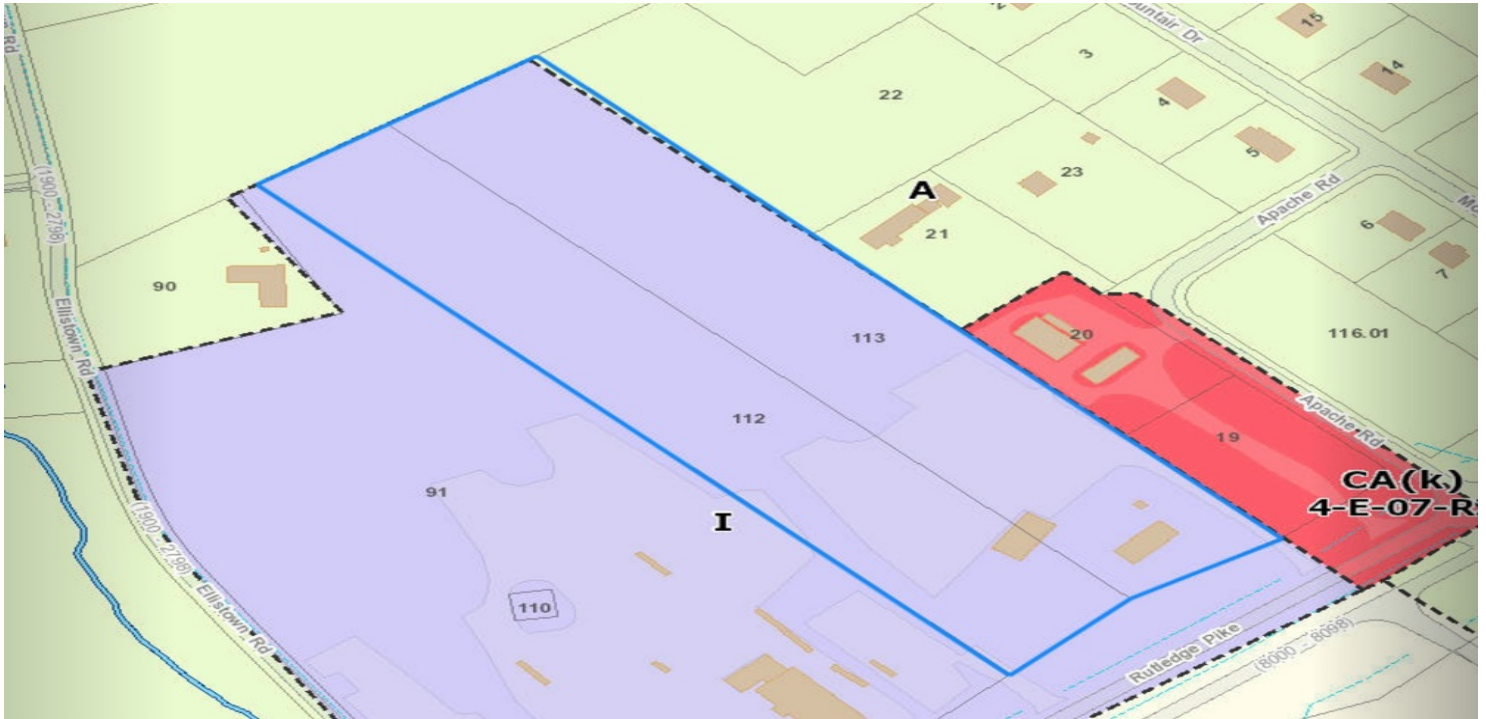 15
3
14
22
4
5
(1900 - 2798)
23
A
Apache Rd
21
6
7
90
Ellistown Rd
20
116.01
113
Apache Rd
112
19
CA(k)
91
4-E-07-R
I
(1900 - 2798)
110
Ellistown Rd
Rutledge Pike
(8000 - 8098)